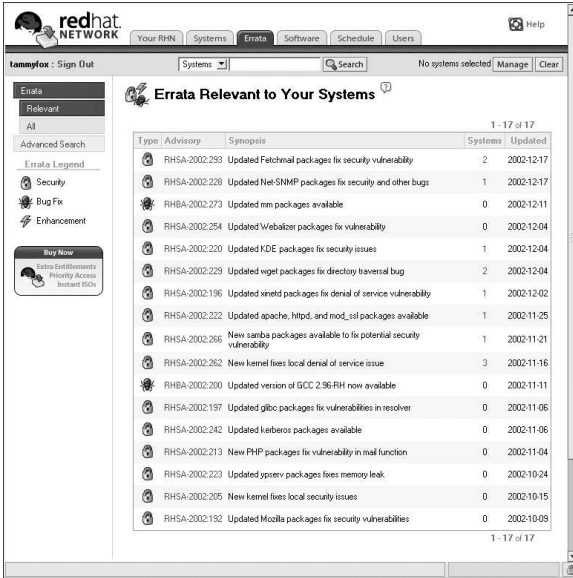 redhat.
NETWORK
Your RHN Systems Errata Software Schedule Users
Help
tammyfox : Sign Out Systems Search No systems selected Manage Clear
Errata
Relevant
All
Advanced Search
Errata Legend
Security
Bug Fix
Enhancement
Buy Now
Extra Entitlements
Priority Access
Instant ISOs
Errata Relevant to Your Systems ?
1 - 17 of 17
Type Advisory Synopsis Systems Updated
RHSA-2002:293 Updated Fetchmail packages fix security vulnerability 2 2002-12-17
RHSA-2002:228 Updated Net-SNMP packages fix security and other bugs 1 2002-12-17
RHBA-2002:273 Updated mm packages available 0 2002-12-11
RHSA-2002:254 Updated Webalizer packages fix vulnerability 0 2002-12-04
RHSA-2002:220 Updated KDE packages fix security issues 1 2002-12-04
RHSA-2002:229 Updated wget packages fix directory traversal bug 2 2002-12-04
RHSA-2002:196 Updated xinetd packages fix denial of service vulnerability 1 2002-12-02
RHSA-2002:222 Updated apache, httpd, and mod_ssl packages available 1 2002-11-25
RHSA-2002:266 New samba packages available to fix potential security
vulnerability 1 2002-11-21
RHSA-2002:262 New kernel fixes local denial of service issue 3 2002-11-16
RHBA-2002:200 Updated version of GCC 2.96-RH now available 0 2002-11-11
RHSA-2002:197 Updated glibc packages fix vulnerabilities in resolver 0 2002-11-06
RHSA-2002:242 Updated kerberos packages available 0 2002-11-06
RHSA-2002:213 New PHP packages fix vulnerability in mail function 0 2002-11-04
RHSA-2002:223 Updated ypserv packages fixes memory leak 0 2002-10-24
RHSA-2002:205 New kernel fixes local security issues 0 2002-10-15
RHSA-2002:192 Updated Mozilla packages fix security vulnerabilities 0 2002-10-09
1 - 17 of 17